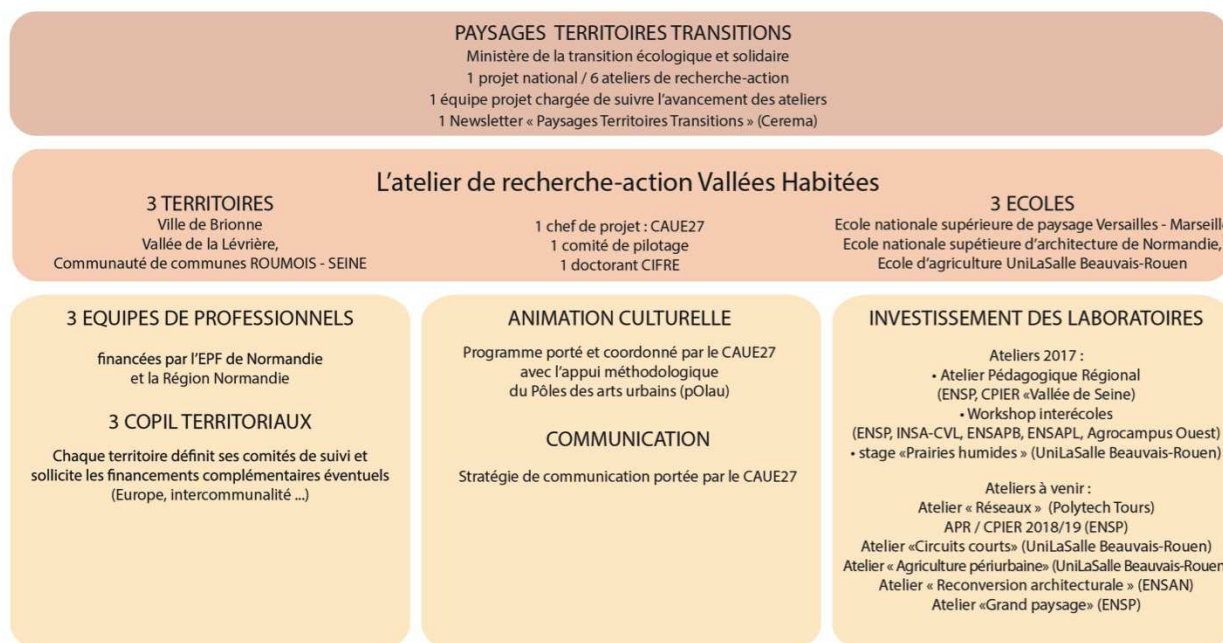 PAYSAGES TERRITOIRES TRANSITIONS
Ministère de la transition écologique et solidaire
1 projet national / 6 ateliers de recherche-action
1 équipe projet chargée de suivre l'avancement des ateliers
1 Newsletter « Paysages Territoires Transitions » (Cerema)
L'atelier de recherche-action Vallées Habitées
3 TERRITOIRES
Ville de Brionne
Vallée de la Lévrière,
Communauté de communes ROUMOIS - SEINE
1 chef de projet : CAUE27
1 comité de pilotage
1 doctorant CIFRE
3 ECOLES
Ecole nationale supérieure de paysage Versailles - Marseille
Ecole nationale supétieure d'architecture de Normandie,
Ecole d'agriculture UniLaSalle Beauvais-Rouen
3 EQUIPES DE PROFESSIONNELS
financées par l'EPF de Normandie
et la Région Normandie
3 COPIL TERRITORIAUX
Chaque territoire définit ses comités de suivi et
sollicite les financements complémentaires éventuels
(Europe, intercommunalité ...)
ANIMATION CULTURELLE
Programme porté et coordonné par le CAUE27
avec l'appui méthodologique
du Pôles des arts urbains (pOlau)
COMMUNICATION
Stratégie de communication portée par le CAUE27
INVESTISSEMENT DES LABORATOIRES
Ateliers 2017 :
• Atelier Pédagogique Régional
(ENSP, CPIER «Vallée de Seine)
• Workshop interécoles
(ENSP, INSA-CVL, ENSAPB, ENSAPL, Agrocampus Ouest)
• stage «Prairies humides » (UniLaSalle Beauvais-Rouen)
Ateliers à venir :
Atelier « Réseaux » (Polytech Tours)
APR / CPIER 2018/19 (ENSP)
Atelier «Circuits courts» (UniLaSalle Beauvais-Rouen)
Atelier « Agriculture périurbaine» (UniLaSalle Beauvais-Rouen
Atelier « Reconversion architecturale » (ENSAN)
Atelier «Grand paysage» (ENSP)